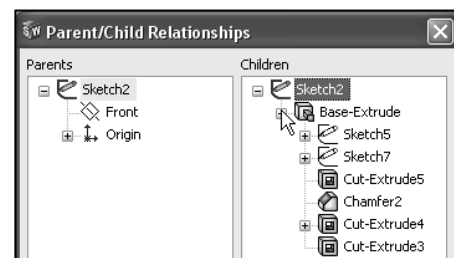 Parent/Child Relationships
Parents
Sketch2
Front
Origin
Children
Sketch2
Base-Extrude
Sketch5
Sketch7
Cut-Extrude5
Chamfer2
Cut-Extrude4
Cut-Extrude3